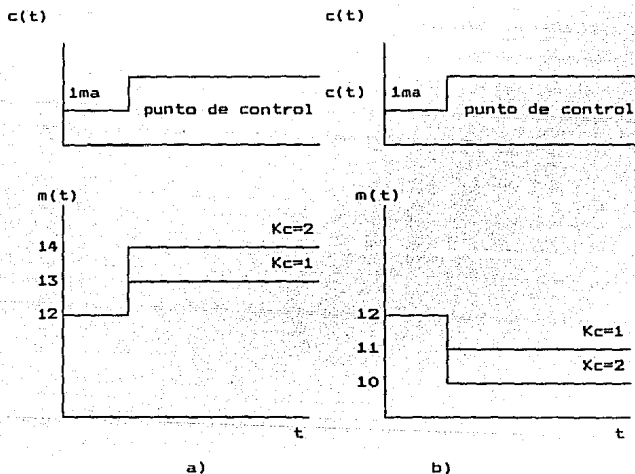 c(t)
1ma
punto de control
m(t)
Kc=2
14
Kc=1
13
12
t
a)
c(t)
c(t)
1ma
punto de control
m(t)
12
Kc=1
11
Kc=2
10
t
b)